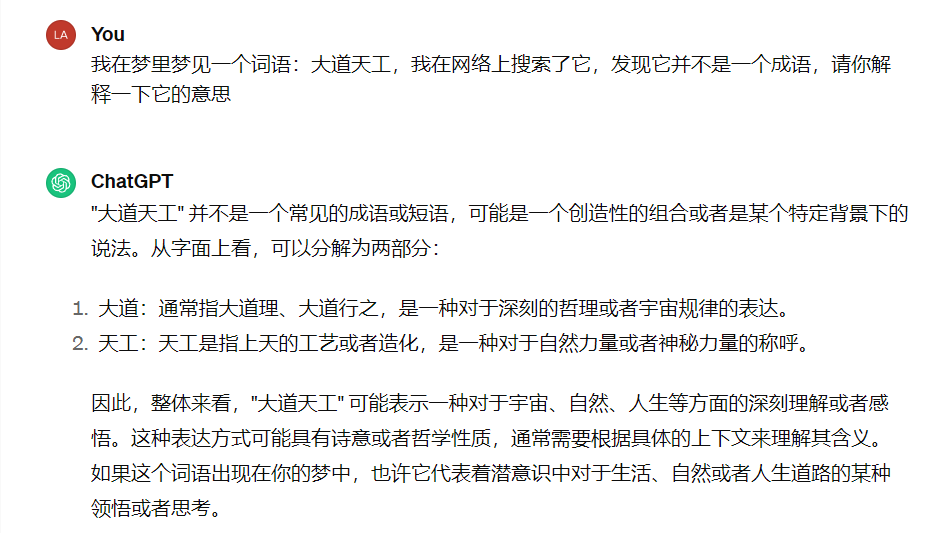 LA
You
我在梦里梦见一个词语：大道天工，我在网络上搜索了它，发现它并不是一个成语，请你解
释一下它的意思
ChatGPT
"大道天工" 并不是一个常见的成语或短语，可能是一个创造性的组合或者是某个特定背景下的
说法。从字面上看，可以分解为两部分：
1. 大道：通常指大道理、大道行之，是一种对于深刻的哲理或者宇宙规律的表达。
2. 天工：天工是指上天的工艺或者造化，是一种对于自然力量或者神秘力量的称呼。
因此，整体来看，"大道天工" 可能表示一种对于宇宙、自然、人生等方面的深刻理解或者感
悟。这种表达方式可能具有诗意或者哲学性质，通常需要根据具体的上下文来理解其含义。
如果这个词语出现在你的梦中，也许它代表着潜意识中对于生活、自然或者人生道路的某种
领悟或者思考。